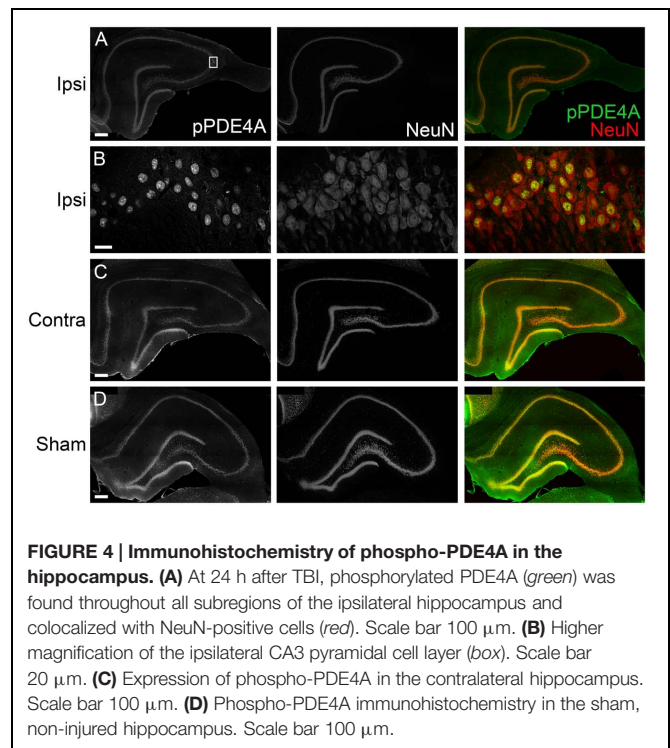 A
Ipsi
pPDE4A
NeuN
pPDE4A
NeuN
B
Ipsi
C
Contra
D
Sham
FIGURE 4 | Immunohistochemistry of phospho-PDE4A in the
hippocampus. (A) At 24 h after TBI, phosphorylated PDE4A (green) was
found throughout all subregions of the ipsilateral hippocampus and
colocalized with NeuN-positive cells (red). Scale bar 100 μm. (B) Higher
magnification of the ipsilateral CA3 pyramidal cell layer (box). Scale bar
20 μm. (C) Expression of phospho-PDE4A in the contralateral hippocampus.
Scale bar 100 μm. (D) Phospho-PDE4A immunohistochemistry in the sham,
non-injured hippocampus. Scale bar 100 μm.